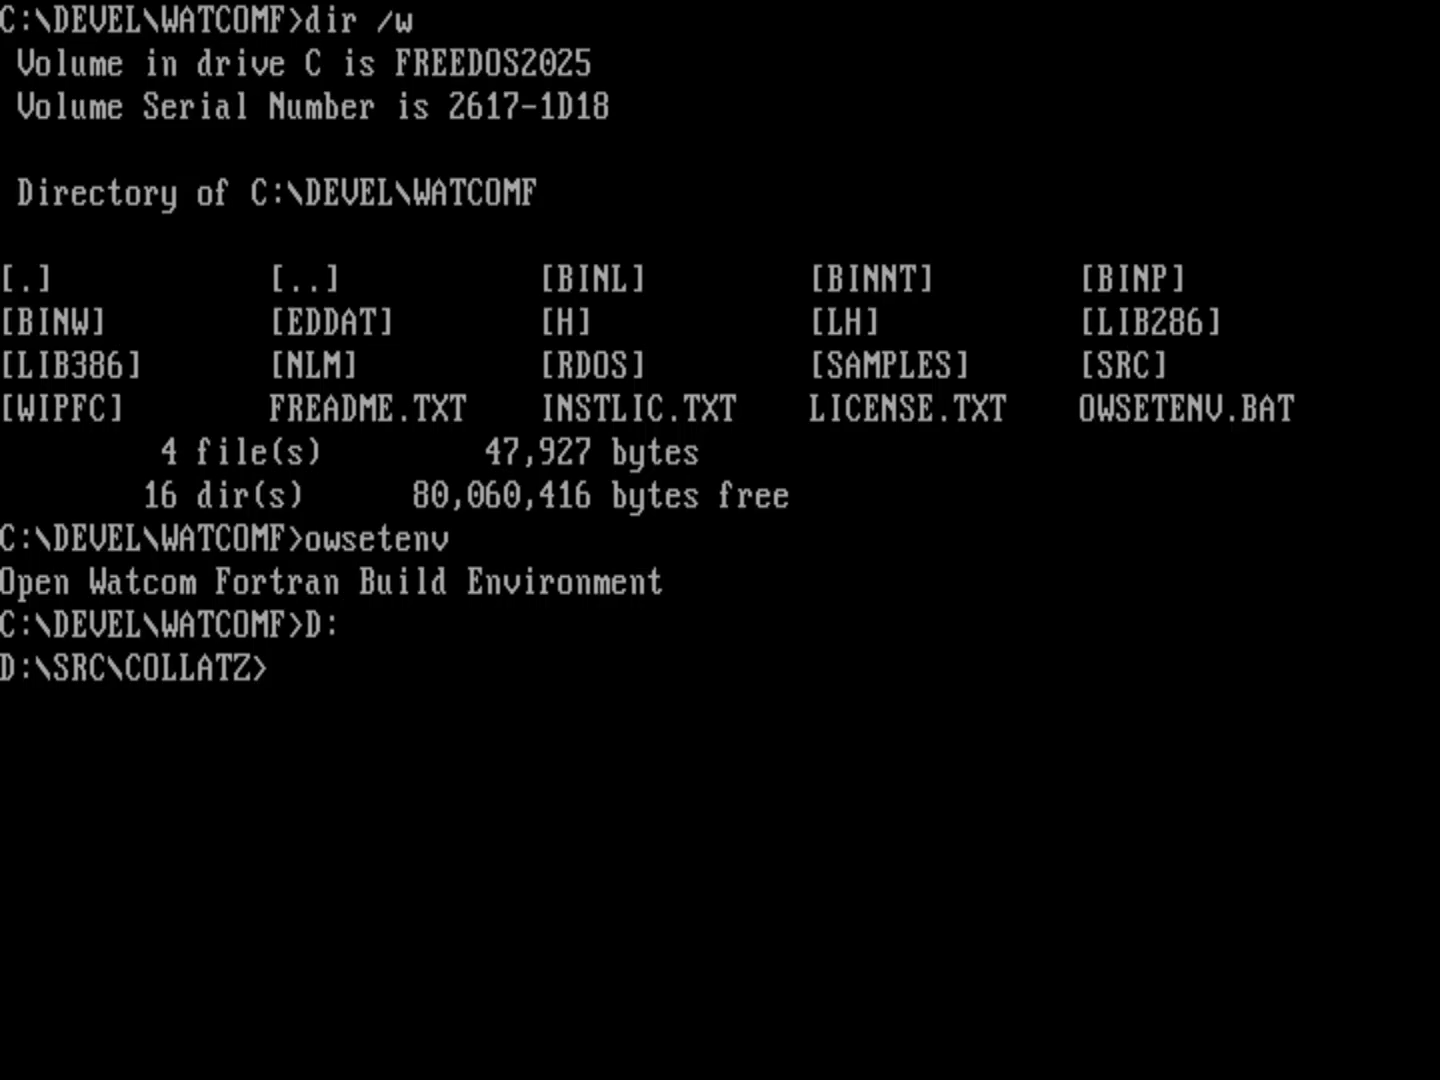 C:\DEVEL\WATCOMF>dir /w
Volume in drive C is FREEDOS2025
Volume Serial Number is 2617-1D18
Directory of C:\DEVEL\WATCOMF
[.] [..] [BINL] [BINNT] [BINP]
[BINW] [EDDAT] [H] [LH] [LIB286]
[LIB386] [NLM] [RDOS] [SAMPLES] [SRC]
[WIPFC] FREADME.TXT INSTLIC.TXT LICENSE.TXT OWSETENV.BAT
4 file(s) 47,927 bytes
16 dir(s) 80,060,416 bytes free
C:\DEVEL\WATCOMF>owsetenv
Open Watcom Fortran Build Environment
C:\DEVEL\WATCOMF>D:
D:\SRC\COLLATZ>